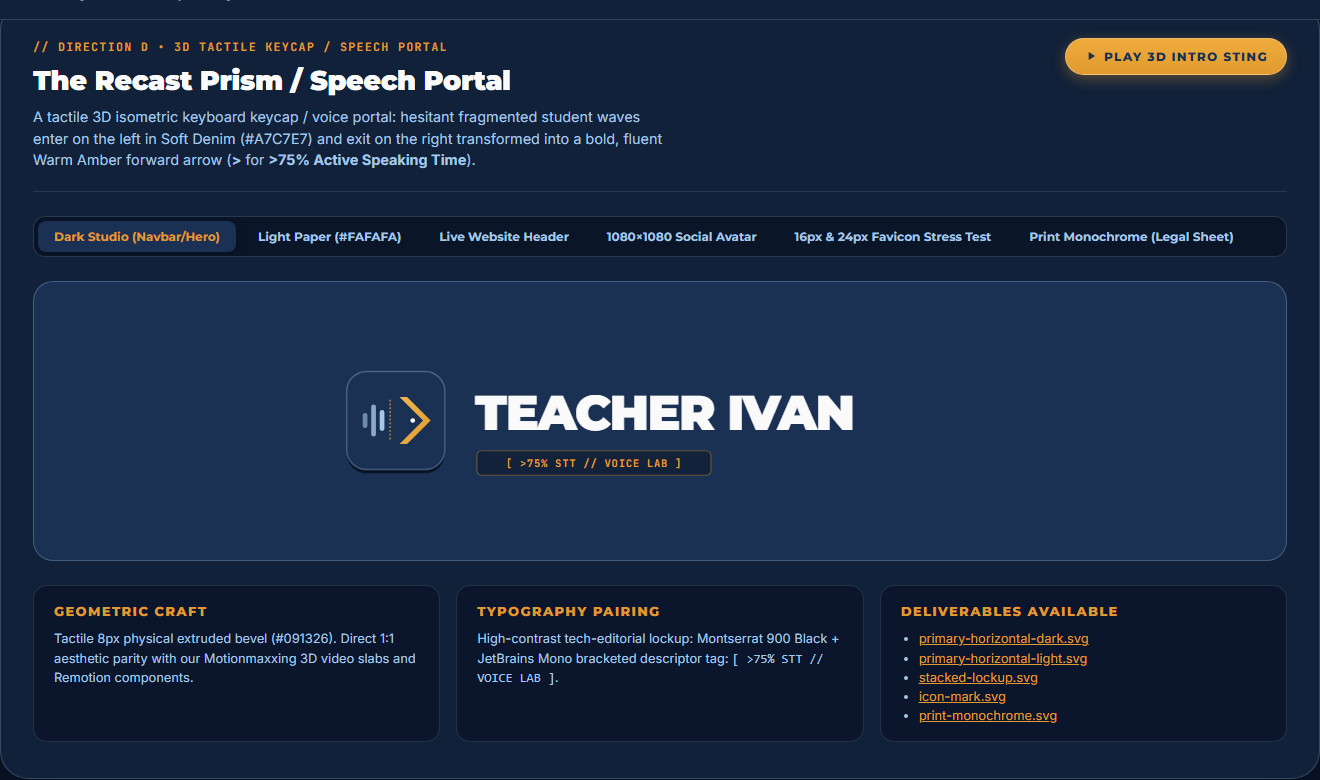 // DIRECTION D • 3D TACTILE KEYCAP / SPEECH PORTAL
The Recast Prism / Speech Portal
▶ PLAY 3D INTRO STING
A tactile 3D isometric keyboard keycap / voice portal: hesitant fragmented student waves
enter on the left in Soft Denim (#A7C7E7) and exit on the right transformed into a bold, fluent
Warm Amber forward arrow (> for >75% Active Speaking Time).
Dark Studio (Navbar/Hero)
Light Paper (#FAFAFA)
Live Website Header
1080×1080 Social Avatar
16px & 24px Favicon Stress Test
Print Monochrome (Legal Sheet)
TEACHER IVAN
[ >75% STT // VOICE LAB ]
GEOMETRIC CRAFT
Tactile 8px physical extruded bevel (#091326). Direct 1:1
aesthetic parity with our Motionmaxxing 3D video slabs and
Remotion components.
TYPOGRAPHY PAIRING
High-contrast tech-editorial lockup: Montserrat 900 Black +
JetBrains Mono bracketed descriptor tag: [ >75% STT //
VOICE LAB ].
DELIVERABLES AVAILABLE
• primary-horizontal-dark.svg
• primary-horizontal-light.svg
• stacked-lockup.svg
• icon-mark.svg
• print-monochrome.svg